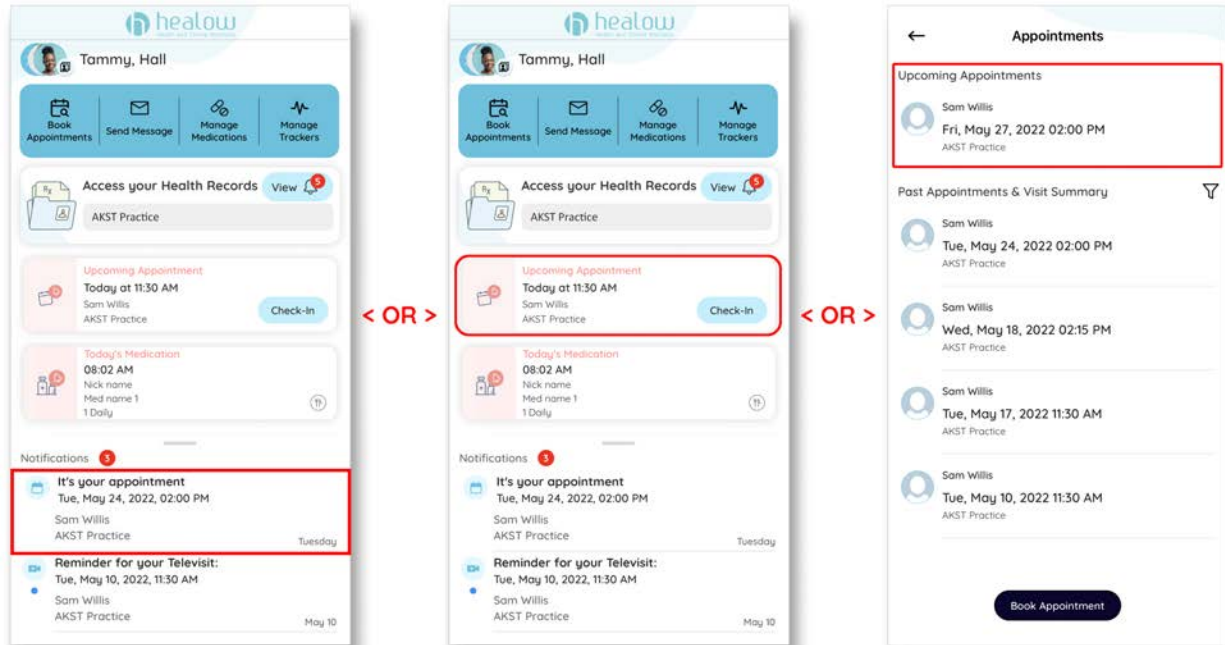 healow
Health and Online Wellness
Tammy, Hall
Book
Appointments
Send Message
Manage
Medications
Manage
Trackers
Rx
Access your Health Records
View
5
AKST Practice
Upcoming Appointment
Today at 11:30 AM
Sam Willis
AKST Practice
Check-In
Today's Medication
08:02 AM
Nick name
Med name 1
1 Daily
Notifications 3
It's your appointment
Tue, May 24, 2022, 02:00 PM
Sam Willis
AKST Practice
Tuesday
Reminder for your Televisit:
Tue, May 10, 2022, 11:30 AM
Sam Willis
AKST Practice
May 10
< OR >
healow
Health and Online Wellness
Tammy, Hall
Book
Appointments
Send Message
Manage
Medications
Manage
Trackers
Rx
Access your Health Records
View
5
AKST Practice
Upcoming Appointment
Today at 11:30 AM
Sam Willis
AKST Practice
Check-In
Today's Medication
08:02 AM
Nick name
Med name 1
1 Daily
Notifications 3
It's your appointment
Tue, May 24, 2022, 02:00 PM
Sam Willis
AKST Practice
Tuesday
Reminder for your Televisit:
Tue, May 10, 2022, 11:30 AM
Sam Willis
AKST Practice
May 10
< OR >
Appointments
Upcoming Appointments
Sam Willis
Fri, May 27, 2022 02:00 PM
AKST Practice
Past Appointments & Visit Summary
Sam Willis
Tue, May 24, 2022 02:00 PM
AKST Practice
Sam Willis
Wed, May 18, 2022 02:15 PM
AKST Practice
Sam Willis
Tue, May 17, 2022 11:30 AM
AKST Practice
Sam Willis
Tue, May 10, 2022 11:30 AM
AKST Practice
Book Appointment